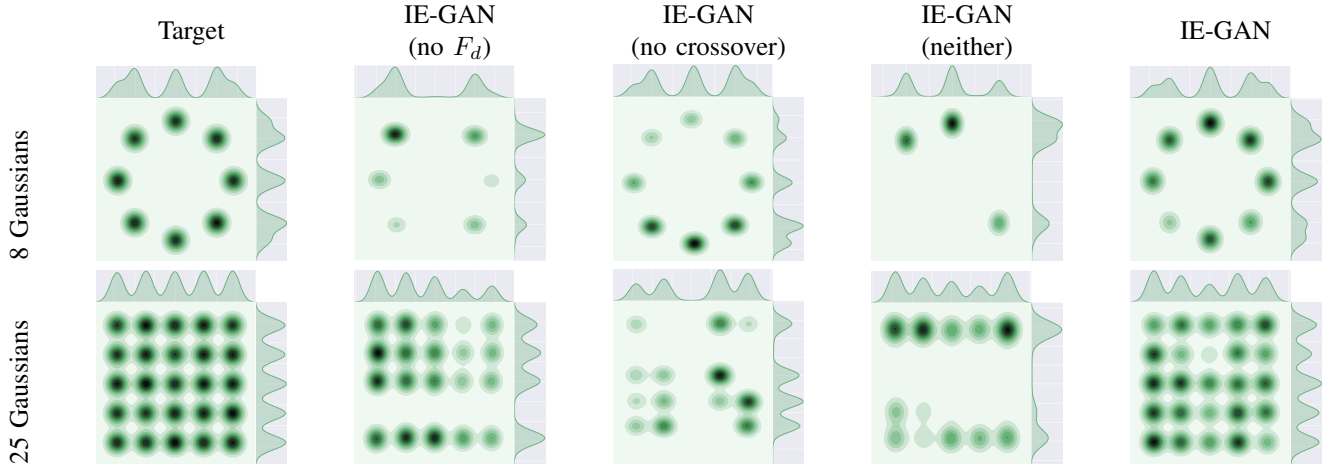 Target
IE-GAN
(no F_d)
IE-GAN
(no crossover)
IE-GAN
(neither)
IE-GAN
8 Gaussians
25 Gaussians